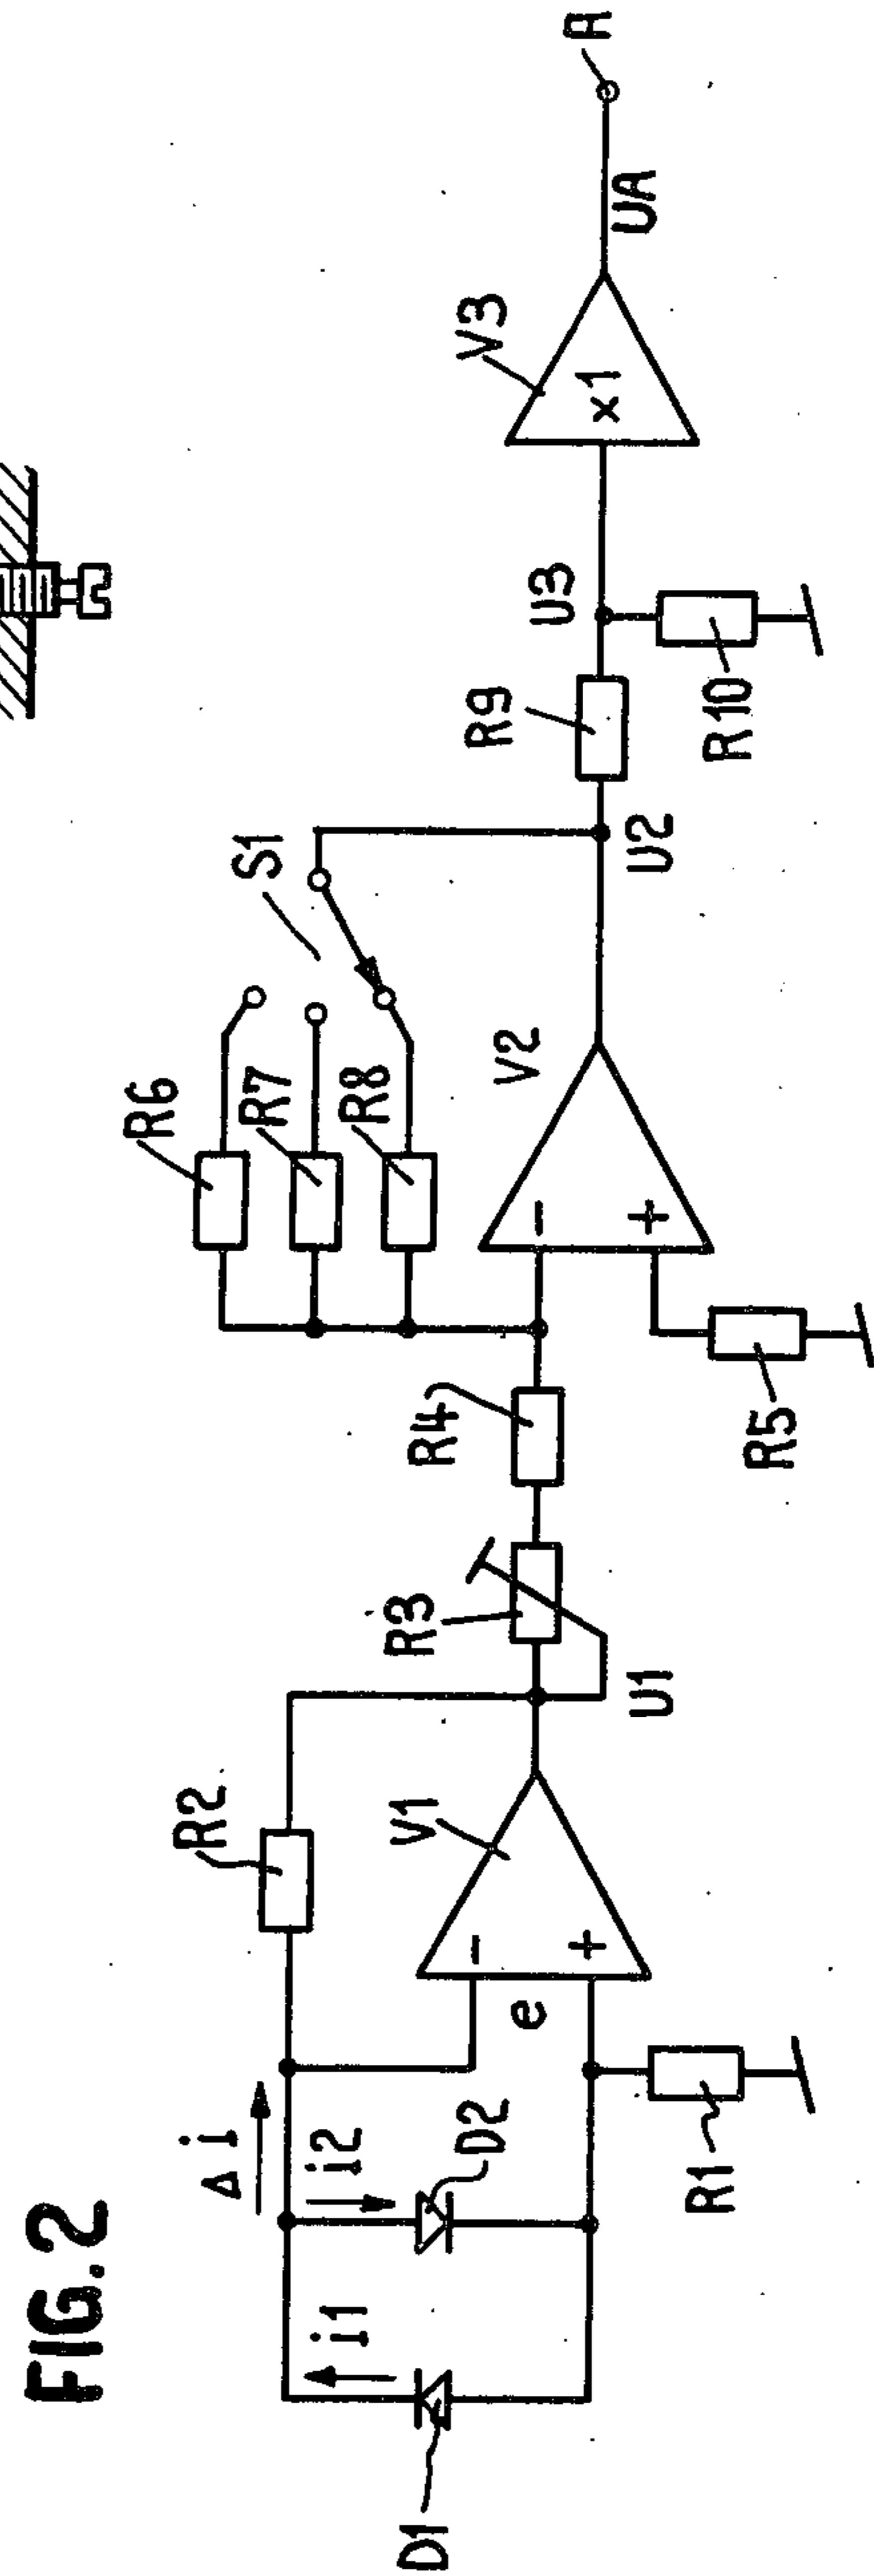 FIG. 2
D1
i1
i2
Δ i
D2
R1
e
-
+
V1
R2
U1
R3
R4
R5
-
+
V2
R6
R7
R8
S1
U2
R9
U3
R10
x1
V3
UA
A